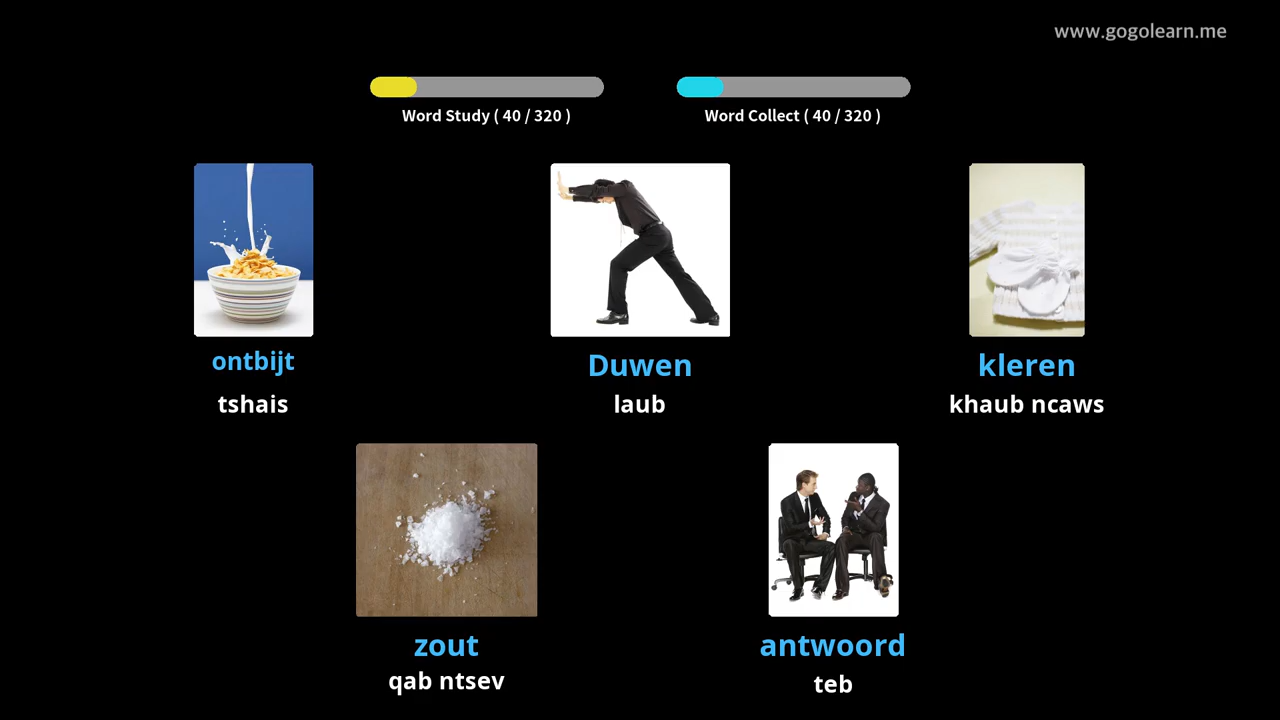 www.gogolearn.me
Word Study ( 40 / 320 )
Word Collect ( 40 / 320 )
ontbijt
tshais
Duwen
laub
kleren
khaub ncaws
zout
qab ntsev
antwoord
teb